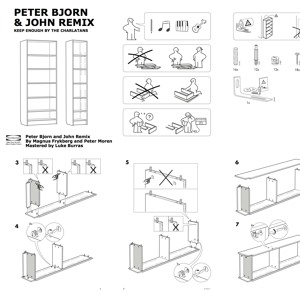 PETER BJORN
& JOHN REMIX
KEEP ENOUGH BY THE CHARLATANS
Peter Bjorn and John Remix
By Magnus Frykberg and Peter Moren
Mastered by Luke Burras
3
4
5
6
7